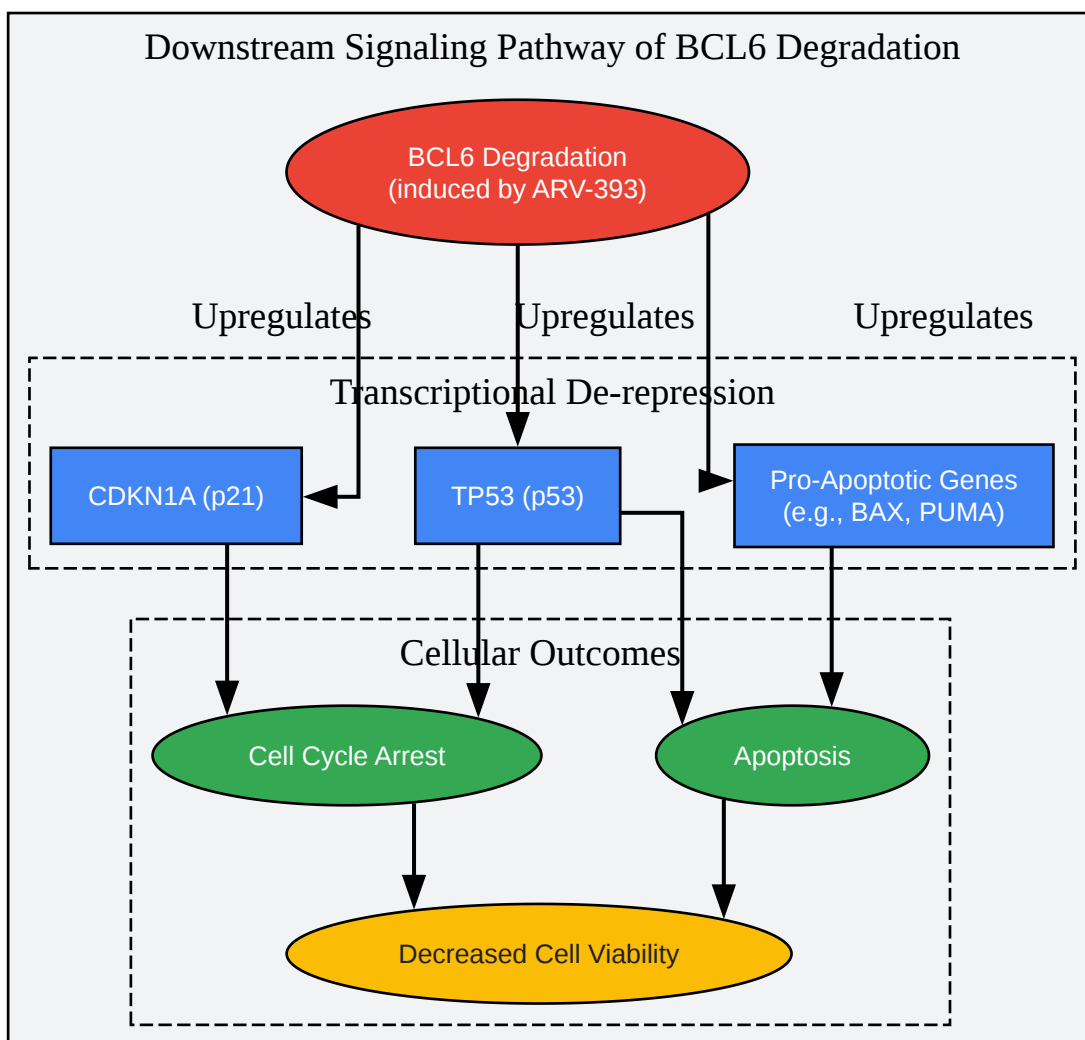 Downstream Signaling Pathway of BCL6 Degradation
BCL6 Degradation
(induced by ARV-393)
Upregulates
Upregulates
Upregulates
Transcriptional De-repression
CDKN1A (p21)
TP53 (p53)
Pro-Apoptotic Genes
(e.g., BAX, PUMA)
Cellular Outcomes
Cell Cycle Arrest
Apoptosis
Decreased Cell Viability